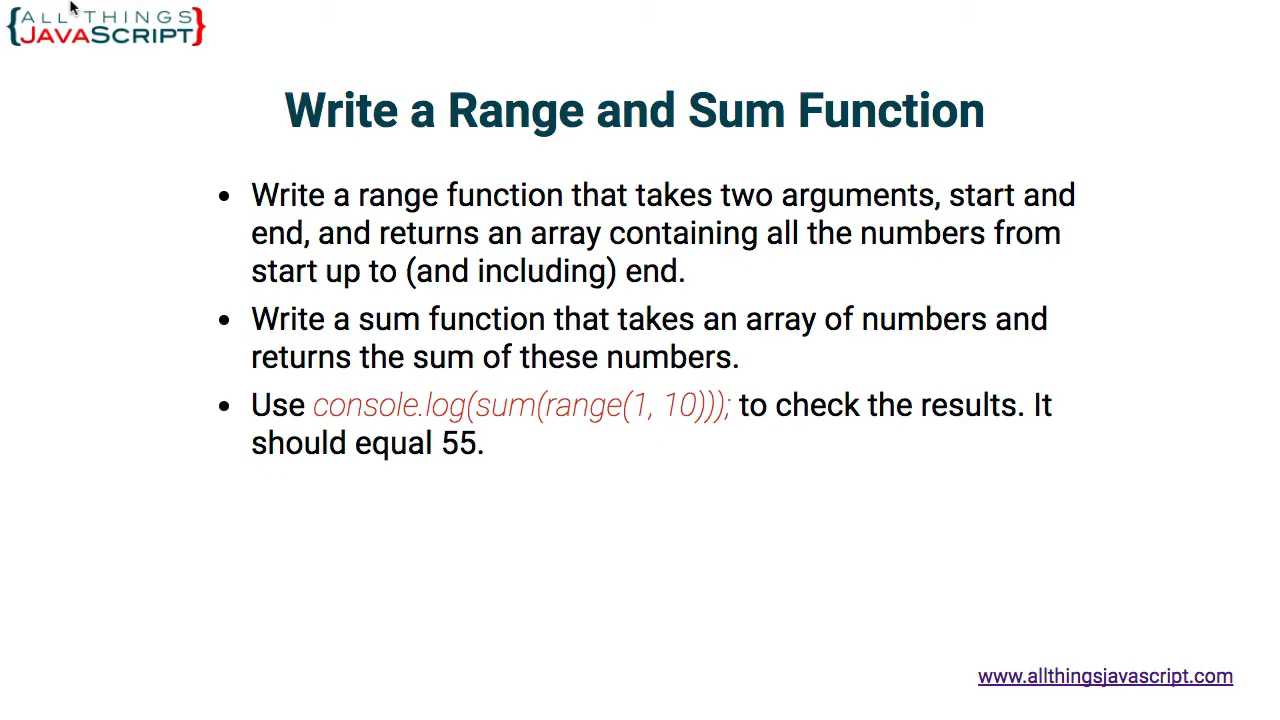 {ALL THINGS
JAVASCRIPT}
Write a Range and Sum Function
• Write a range function that takes two arguments, start and
end, and returns an array containing all the numbers from
start up to (and including) end.
• Write a sum function that takes an array of numbers and
returns the sum of these numbers.
• Use console.log(sum(range(1, 10))); to check the results. It
should equal 55.
www.allthingsjavascript.com